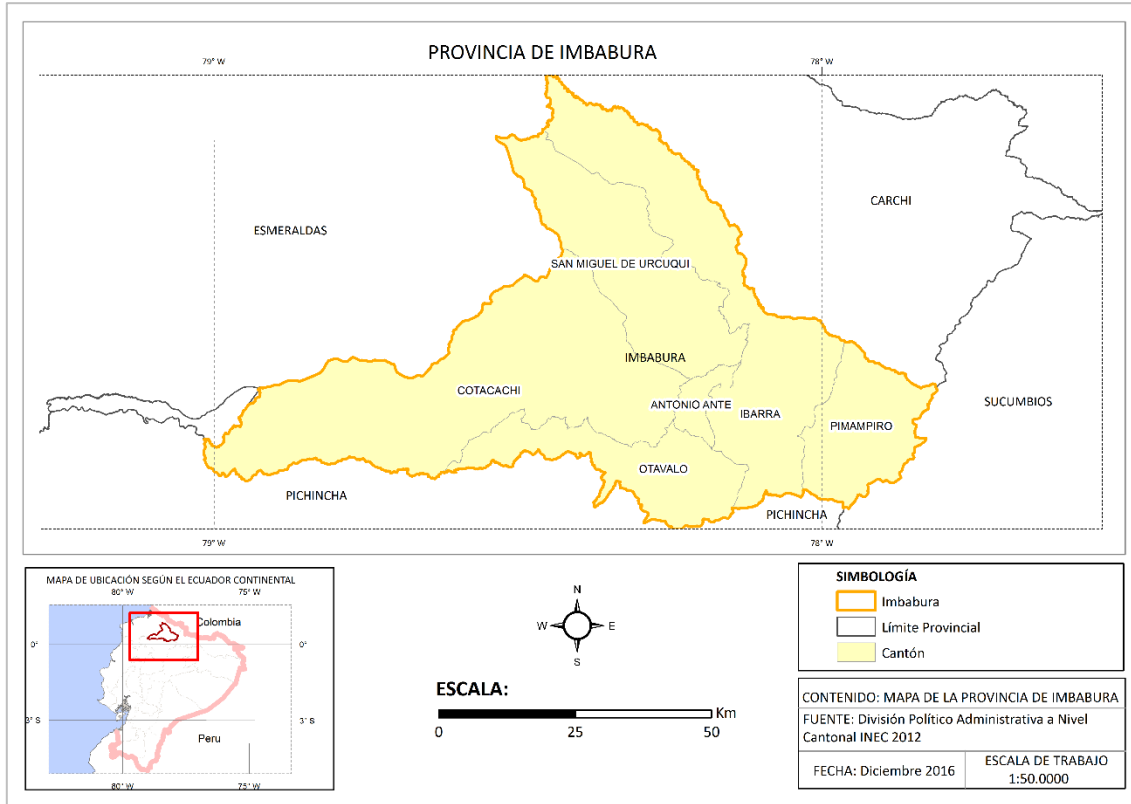 PROVINCIA DE IMBABURA
79° W
78° W
CARCHI
ESMERALDAS
SAN MIGUEL DE URCUQUI
IMBABURA
COTACACHI
ANTONIO ANTE
IBARRA
SUCUMBIOS
PIMAMPIRO
OTAVALO
PICHINCHA
PICHINCHA
79° W
78° W
MAPA DE UBICACIÓN SEGÚN EL ECUADOR CONTINENTAL
80° W
75° W
Colombia
0°
0°
3° S
3° S
Peru
80° W
75° W
N
W
E
S
ESCALA:
Km
0
25
50
SIMBOLOGÍA
Imbabura
Límite Provincial
Cantón
CONTENIDO: MAPA DE LA PROVINCIA DE IMBABURA
FUENTE: División Político Administrativa a Nivel
Cantonal INEC 2012
FECHA: Diciembre 2016
ESCALA DE TRABAJO
1:50.0000